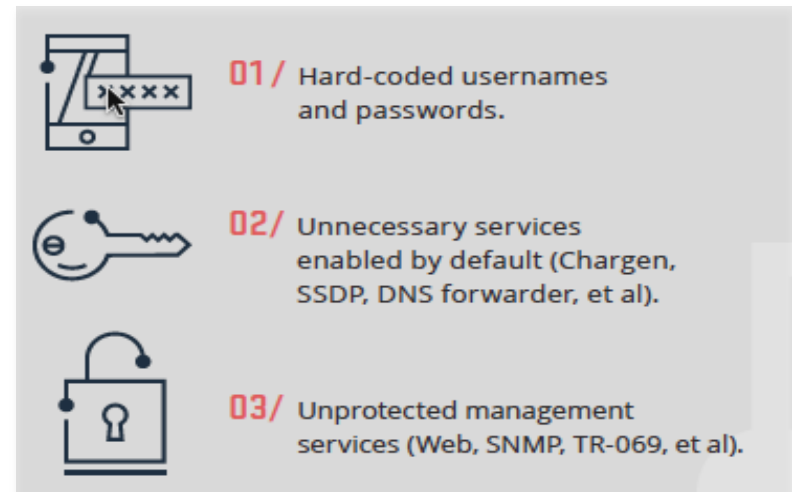 ××××
01/ Hard-coded usernames
and passwords.
02/ Unnecessary services
enabled by default (Chargen,
SSDP, DNS forwarder, et al).
03/ Unprotected management
services (Web, SNMP, TR-069, et al).